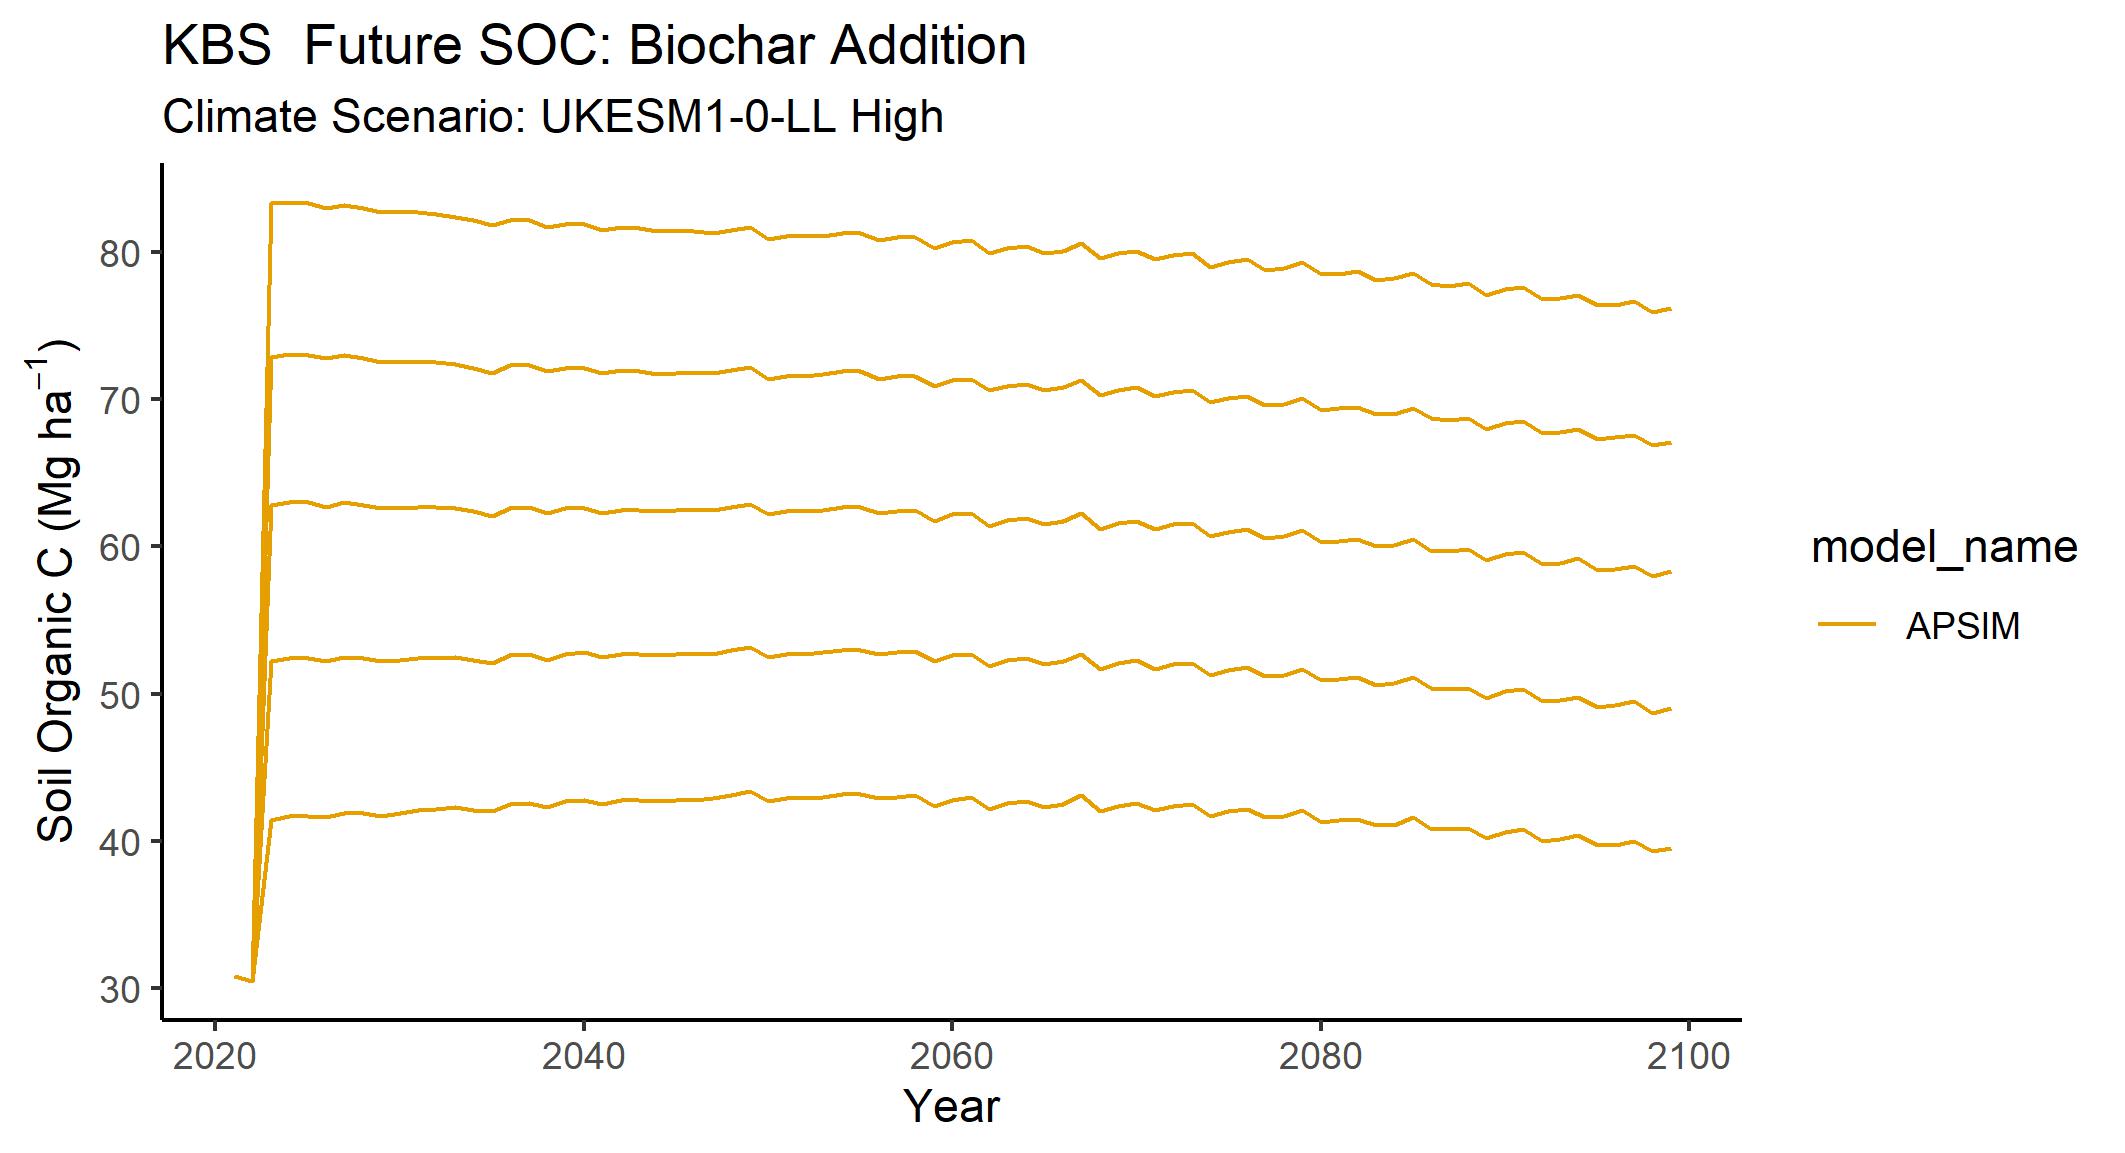 KBS  Future SOC: Biochar Addition
Climate Scenario: UKESM1-0-LL High
Soil Organic C (Mg ha⁻¹)
80
70
60
50
40
30
2020 2040 2060 2080 2100
Year
model_name
APSIM